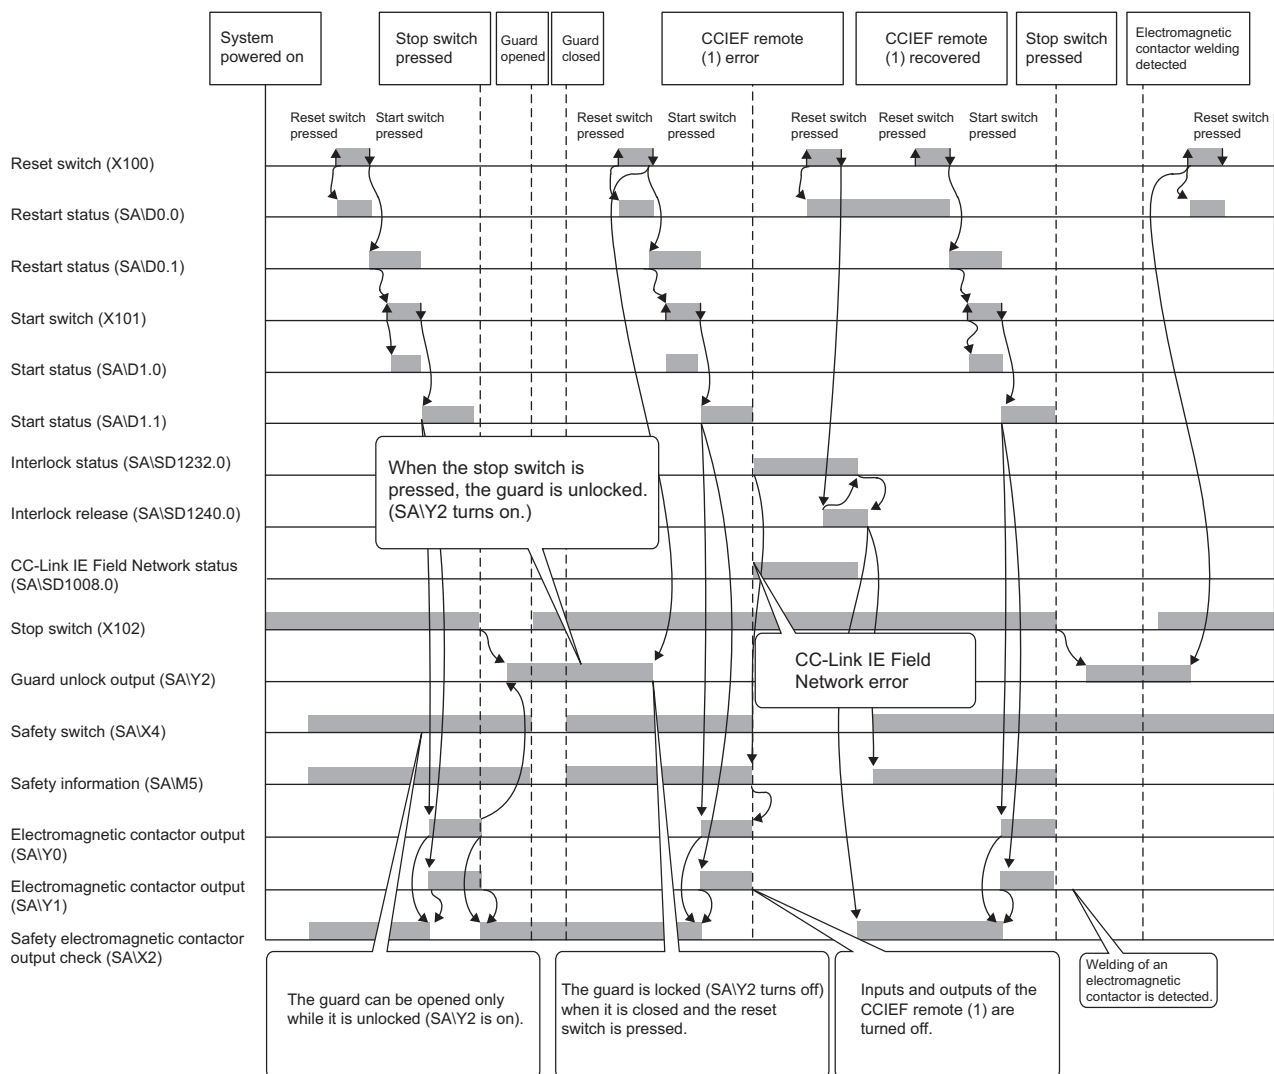 System
powered on
Stop switch
pressed
Guard
opened
Guard
closed
CCIEF remote
(1) error
CCIEF remote
(1) recovered
Stop switch
pressed
Electromagnetic
contactor welding
detected
Reset switch
pressed
Start switch
pressed
Reset switch
pressed
Start switch
pressed
Reset switch
pressed
Reset switch
pressed
Start switch
pressed
Reset switch
pressed
Reset switch (X100)
Restart status (SA\D0.0)
Restart status (SA\D0.1)
Start switch (X101)
Start status (SA\D1.0)
Start status (SA\D1.1)
Interlock status (SA\SD1232.0)
Interlock release (SA\SD1240.0)
CC-Link IE Field Network status
(SA\SD1008.0)
Stop switch (X102)
Guard unlock output (SA\Y2)
Safety switch (SA\X4)
Safety information (SA\M5)
Electromagnetic contactor output
(SA\Y0)
Electromagnetic contactor output
(SA\Y1)
Safety electromagnetic contactor
output check (SA\X2)
When the stop switch is
pressed, the guard is unlocked.
(SA\Y2 turns on.)
CC-Link IE Field
Network error
The guard can be opened only
while it is unlocked (SA\Y2 is on).
The guard is locked (SA\Y2 turns off)
when it is closed and the reset
switch is pressed.
Inputs and outputs of the
CCIEF remote (1) are
turned off.
Welding of an
electromagnetic
contactor is detected.